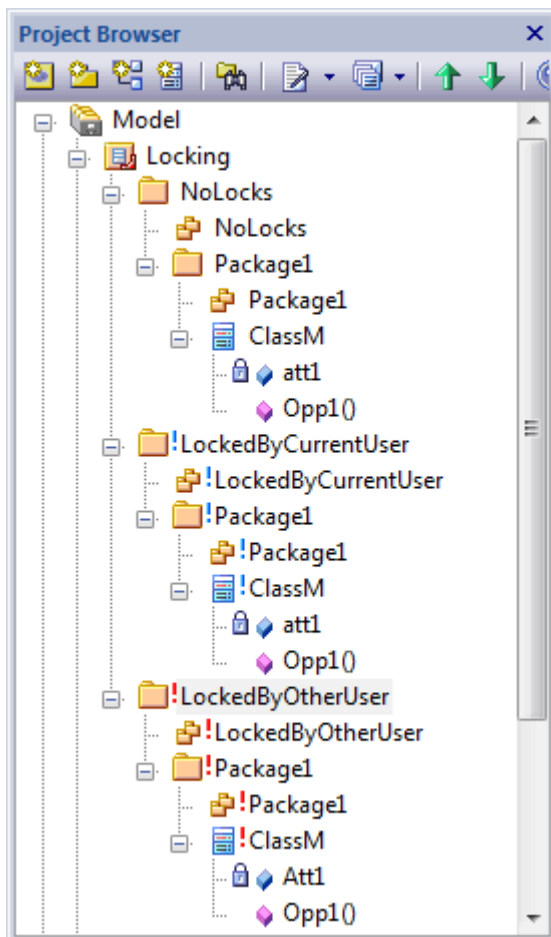 Project Browser
Model
Locking
NoLocks
NoLocks
Package1
Package1
ClassM
att1
Opp1()
!LockedByCurrentUser
!LockedByCurrentUser
!Package1
!Package1
!ClassM
att1
Opp1()
!LockedByOtherUser
!LockedByOtherUser
!Package1
!Package1
!ClassM
Att1
Opp1()